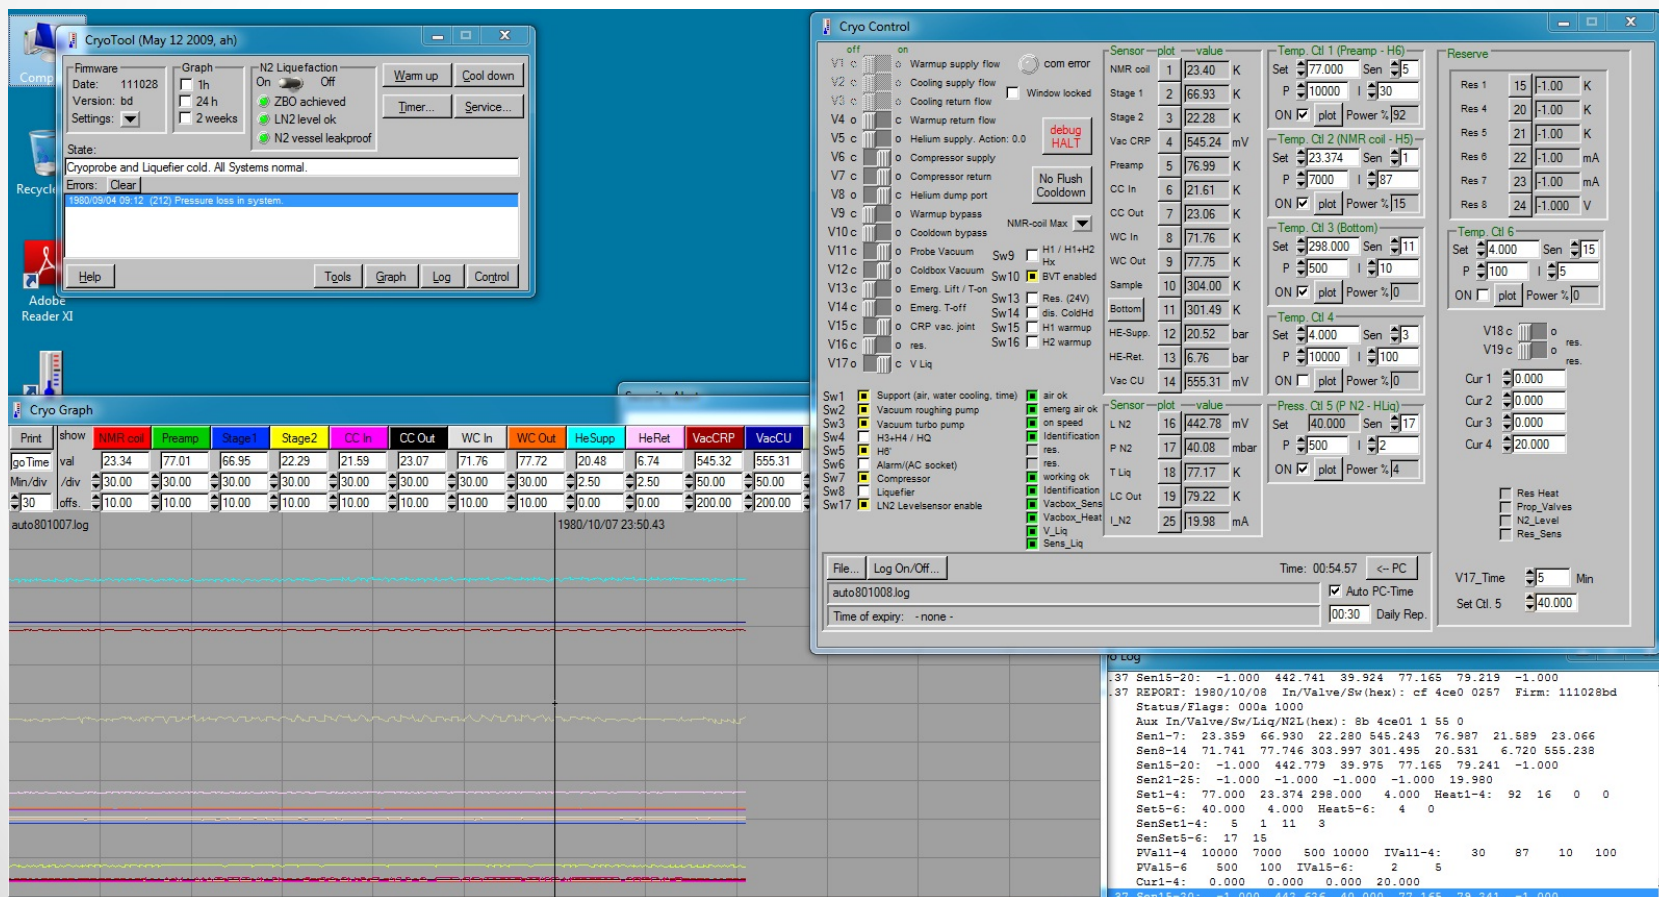 CryoTool (May 12 2009, ah)
Firmware
Date: 111028
Version: bd
Settings:
Graph
1h
24 h
2 weeks
N2 Liquefaction
On Off
ZBO achieved
LN2 level ok
N2 vessel leakproof
Warm up Cool down
Timer... Service...
State:
Cryoprobe and Liquefier cold. All Systems normal.
Errors: Clear
1980/09/04 09:12 (212) Pressure loss in system.
Help Tools Graph Log Control
Adobe
Reader XI
Cryo Graph
Print show NMR coil Preamp Stage1 Stage2 CC In CC Out WC In WC Out HeSupp HeRet VacCRP VacCU
go Time val 23.34 77.01 66.95 22.29 21.59 23.07 71.76 77.72 20.48 6.74 545.32 555.31
Min/div /div 30.00 30.00 30.00 30.00 30.00 30.00 30.00 30.00 2.50 2.50 50.00 50.00
30 offs. 10.00 10.00 10.00 10.00 10.00 10.00 10.00 10.00 0.00 0.00 200.00 200.00
auto801007.log 1980/10/07 23:50.43
Cryo Control
off on
V1 c o Warmup supply flow
V2 c o Cooling supply flow
V3 c o Cooling return flow
V4 o c Warmup return flow
V5 c o Helium supply. Action: 0.0
V6 c o Compressor supply
V7 c o Compressor return
V8 o c Helium dump port
V9 c o Warmup bypass
V10 c o Cooldown bypass
V11 c o Probe Vacuum
V12 c o Coldbox Vacuum
V13 c o Emerg. Lift / T-on
V14 c o Emerg. T-off
V15 c o CRP vac. joint
V16 c o res.
V17 o c V Liq
com error
Window locked
debug
HALT
No Flush
Cooldown
NMR-coil Max
Sw9 H1 / H1+H2
Hx
Sw10 BVT enabled
Sw13 Res. (24V)
Sw14 dis. ColdHd
Sw15 H1 warmup
Sw16 H2 warmup
Sw1 Support (air, water cooling, time)
Sw2 Vacuum roughing pump
Sw3 Vacuum turbo pump
Sw4 H3+H4 / HQ
Sw5 H6'
Sw6 Alarm/(AC socket)
Sw7 Compressor
Sw8 Liquefier
Sw17 LN2 Levelsensor enable
air ok
emerg air ok
on speed
Identification
res.
res.
working ok
Identification
Vacbox_Sens
Vacbox_Heat
V_Liq
Sens_Liq
Sensor plot value
NMR coil 1 23.40 K
Stage 1 2 66.93 K
Stage 2 3 22.28 K
Vac CRP 4 545.24 mV
Preamp 5 76.99 K
CC In 6 21.61 K
CC Out 7 23.06 K
WC In 8 71.76 K
WC Out 9 77.75 K
Sample 10 304.00 K
Bottom 11 301.49 K
HE-Supp. 12 20.52 bar
HE-Ret. 13 6.76 bar
Vac CU 14 555.31 mV
Sensor plot value
L N2 16 442.78 mV
P N2 17 40.08 mbar
T Liq 18 77.17 K
LC Out 19 79.22 K
I_N2 25 19.98 mA
Temp. Ctl 1 (Preamp - H6)
Set 77.000 Sen 5
P 10000 I 30
ON plot Power % 92
Temp. Ctl 2 (NMR coil - H5)
Set 23.374 Sen 1
P 7000 I 87
ON plot Power % 15
Temp. Ctl 3 (Bottom)
Set 298.000 Sen 11
P 500 I 10
ON plot Power % 0
Temp. Ctl 4
Set 4.000 Sen 3
P 10000 I 100
ON plot Power % 0
Press. Ctl 5 (P N2 - HLiq)
Set 40.000 Sen 17
P 500 I 2
ON plot Power % 4
Reserve
Res 1 15 -1.00 K
Res 4 20 -1.00 K
Res 5 21 -1.00 K
Res 6 22 -1.00 mA
Res 7 23 -1.00 mA
Res 8 24 -1.000 V
Temp. Ctl 6
Set 4.000 Sen 15
P 100 I 5
ON plot Power % 0
V18 c o
res.
V19 c o
res.
Cur 1 0.000
Cur 2 0.000
Cur 3 0.000
Cur 4 20.000
Res Heat
Prop_Valves
N2_Level
Res_Sens
V17_Time 5 Min
Set Ctl. 5 40.000
File... Log On/Off... Time: 00:54.57 <-- PC
auto801008.log Auto PC-Time
Time of expiry: - none - 00:30 Daily Rep.
Log
.37 Sen15-20: -1.000 442.741 39.924 77.165 79.219 -1.000
.37 REPORT: 1980/10/08 In/Valve/Sw(hex): cf 4ce0 0257 Firm: 111028bd
Status/Flags: 000a 1000
Aux In/Valve/Sw/Liq/N2L(hex): 8b 4ce01 1 55 0
Sen1-7: 23.359 66.930 22.280 545.243 76.987 21.589 23.066
Sen8-14 71.741 77.746 303.997 301.495 20.531 6.720 555.238
Sen15-20: -1.000 442.779 39.975 77.165 79.241 -1.000
Sen21-25: -1.000 -1.000 -1.000 -1.000 19.980
Set1-4: 77.000 23.374 298.000 4.000 Heat1-4: 92 16 0 0
Set5-6: 40.000 4.000 Heat5-6: 4 0
SenSet1-4: 5 1 11 3
SenSet5-6: 17 15
PVal1-4 10000 7000 500 10000 IVal1-4: 30 87 10 100
PVal5-6 500 100 IVal5-6: 2 5
Cur1-4: 0.000 0.000 0.000 20.000